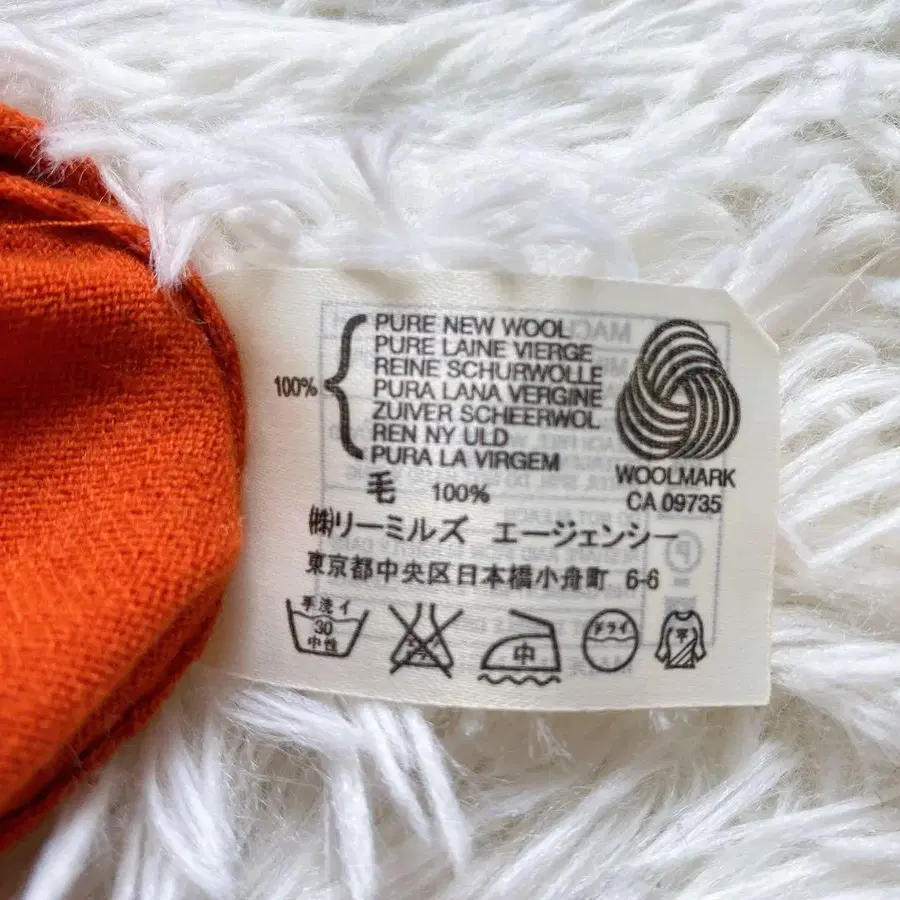 100%
PURE NEW WOOL
PURE LAINE VIERGE
REINE SCHURWOLLE
PURA LANA VERGINE
ZUIVER SCHEERWOL
REN NY ULD
PURA LA VIRGEM
WOOLMARK
CA 09735
毛 100%
㈱リーミルズ エージェンシー
東京都中央区日本橋小舟町 6-6
手洗イ
30
中性
中
ドライ
平